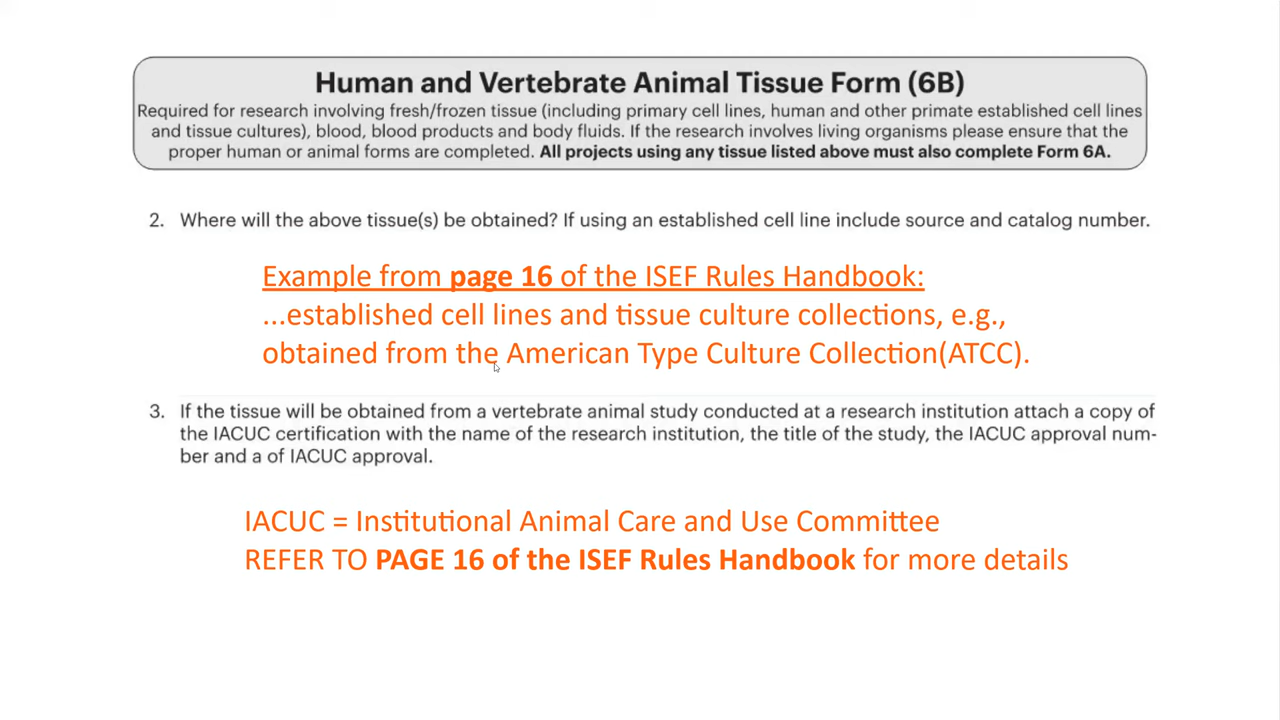 Human and Vertebrate Animal Tissue Form (6B)
Required for research involving fresh/frozen tissue (including primary cell lines, human and other primate established cell lines
and tissue cultures), blood, blood products and body fluids. If the research involves living organisms please ensure that the
proper human or animal forms are completed. All projects using any tissue listed above must also complete Form 6A.
2. Where will the above tissue(s) be obtained? If using an established cell line include source and catalog number.
Example from page 16 of the ISEF Rules Handbook:
...established cell lines and tissue culture collections, e.g.,
obtained from the American Type Culture Collection(ATCC).
3. If the tissue will be obtained from a vertebrate animal study conducted at a research institution attach a copy of
the IACUC certification with the name of the research institution, the title of the study, the IACUC approval num-
ber and a of IACUC approval.
IACUC = Institutional Animal Care and Use Committee
REFER TO PAGE 16 of the ISEF Rules Handbook for more details